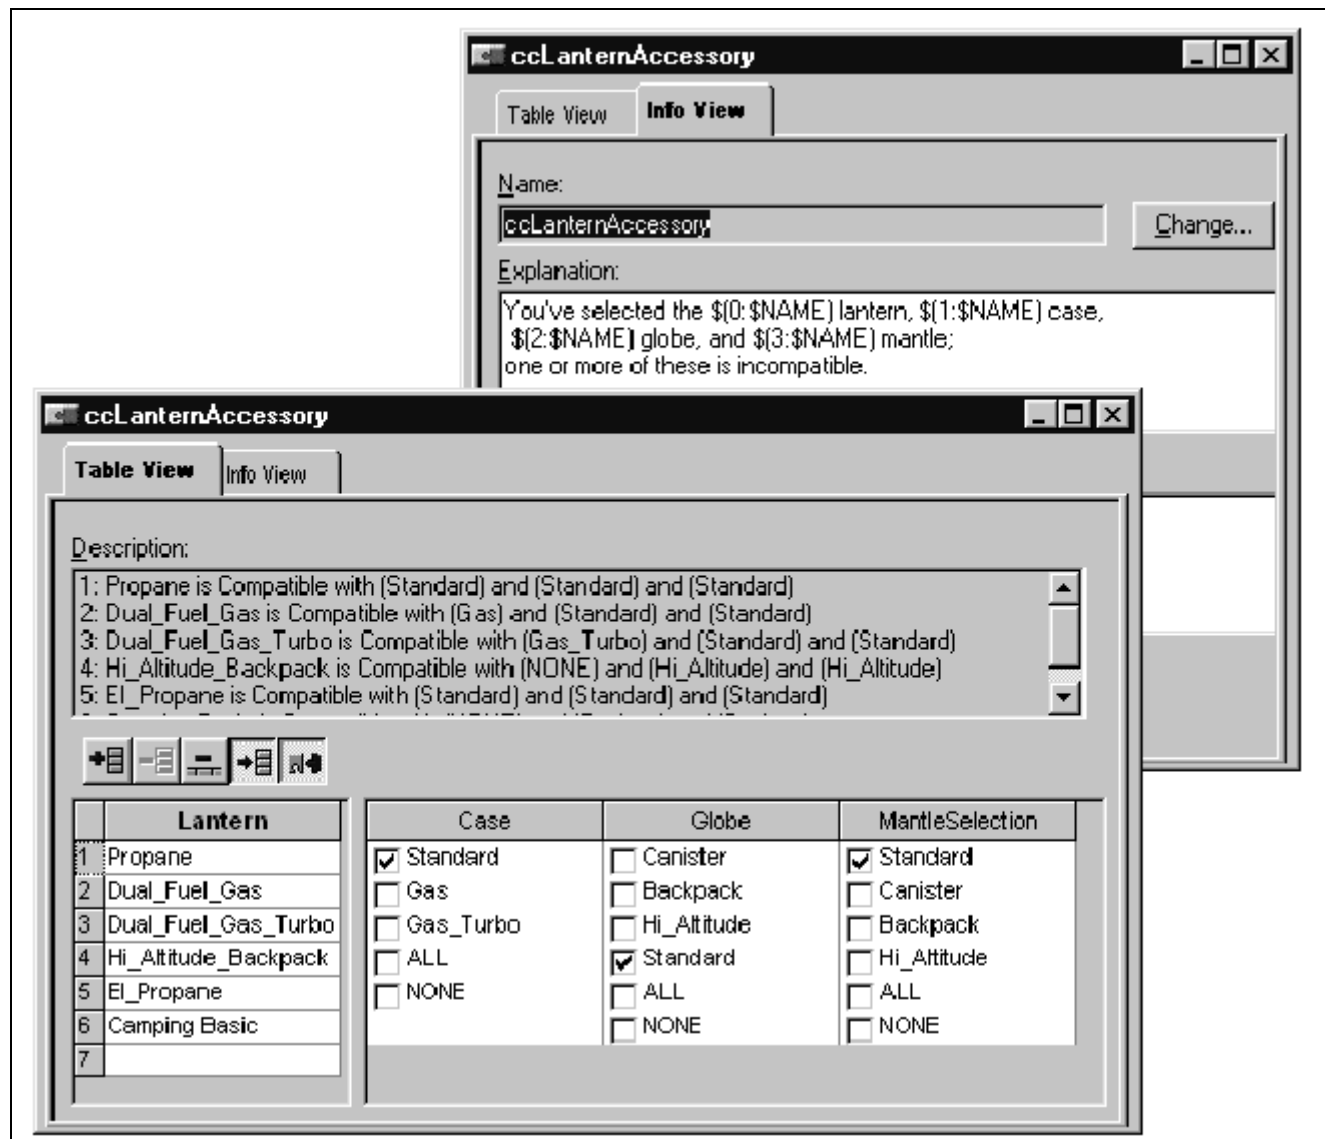 ccLanternAccessory
Table View
Info View
Name:
ccLanternAccessory
Change...
Explanation:
You've selected the $(0:$NAME) lantern, $(1:$NAME) case,
$(2:$NAME) globe, and $(3:$NAME) mantle;
one or more of these is incompatible.
ccLanternAccessory
Table View
Info View
Description:
1: Propane is Compatible with (Standard) and (Standard) and (Standard)
2: Dual_Fuel_Gas is Compatible with (Gas) and (Standard) and (Standard)
3: Dual_Fuel_Gas_Turbo is Compatible with (Gas_Turbo) and (Standard) and (Standard)
4: Hi_Altitude_Backpack is Compatible with (NONE) and (Hi_Altitude) and (Hi_Altitude)
5: El_Propane is Compatible with (Standard) and (Standard) and (Standard)
Lantern
1 Propane
2 Dual_Fuel_Gas
3 Dual_Fuel_Gas_Turbo
4 Hi_Altitude_Backpack
5 El_Propane
6 Camping Basic
7
Case Globe MantleSelection
Standard Canister Standard
Gas Backpack Canister
Gas_Turbo Hi_Altitude Backpack
ALL Standard Hi_Altitude
NONE ALL ALL
NONE NONE